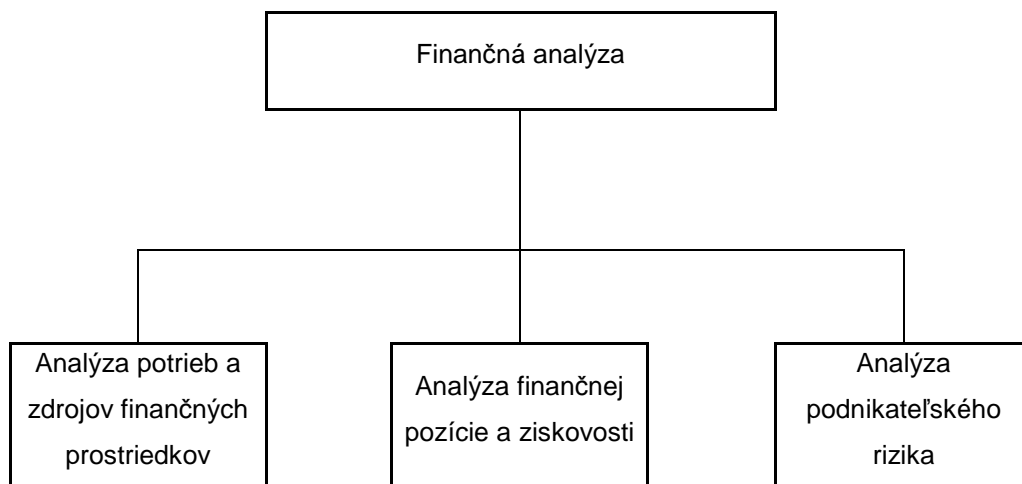 Finančná analýza
Analýza potrieb a
zdrojov finančných
prostriedkov
Analýza finančnej
pozície a ziskovosti
Analýza
podnikateľského
rizika